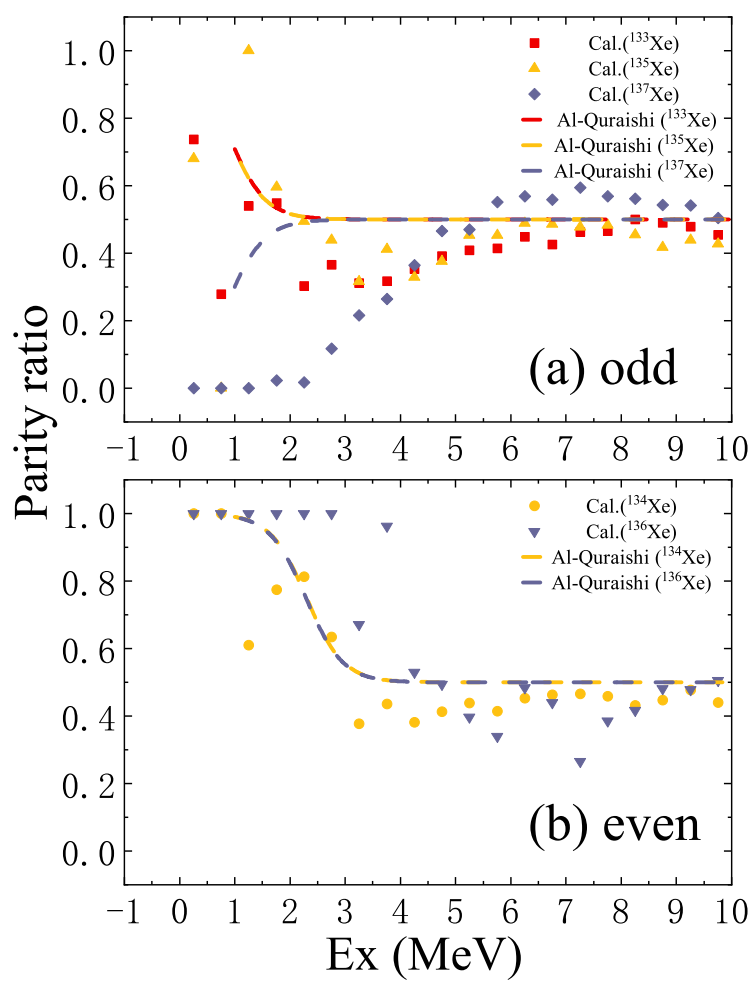 Parity ratio
1.0
0.8
0.6
0.4
0.2
0.0
Cal.(¹³³Xe)
Cal.(¹³⁵Xe)
Cal.(¹³⁷Xe)
Al-Quraishi (¹³³Xe)
Al-Quraishi (¹³⁵Xe)
Al-Quraishi (¹³⁷Xe)
(a) odd
-1 0 1 2 3 4 5 6 7 8 9 10
1.0
0.8
0.6
0.4
0.2
0.0
Cal.(¹³⁴Xe)
Cal.(¹³⁶Xe)
Al-Quraishi (¹³⁴Xe)
Al-Quraishi (¹³⁶Xe)
(b) even
-1 0 1 2 3 4 5 6 7 8 9 10
Ex (MeV)